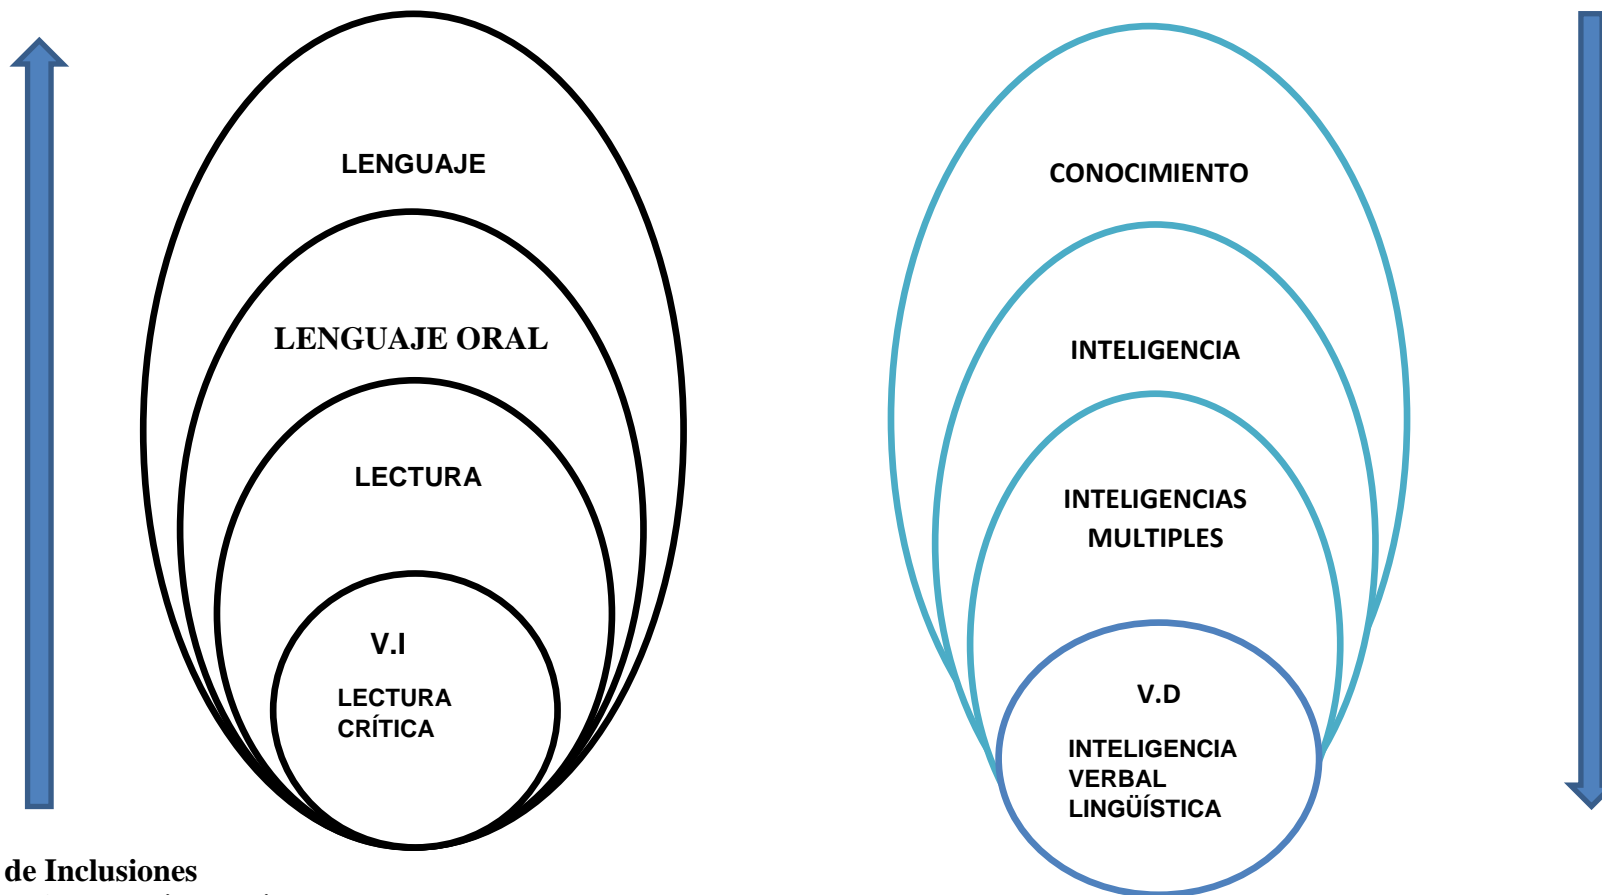 LENGUAJE
LENGUAJE ORAL
LECTURA
V.I
LECTURA
CRÍTICA
CONOCIMIENTO
INTELIGENCIA
INTELIGENCIAS
MULTIPLES
V.D
INTELIGENCIA
VERBAL
LINGÜÍSTICA
de Inclusiones